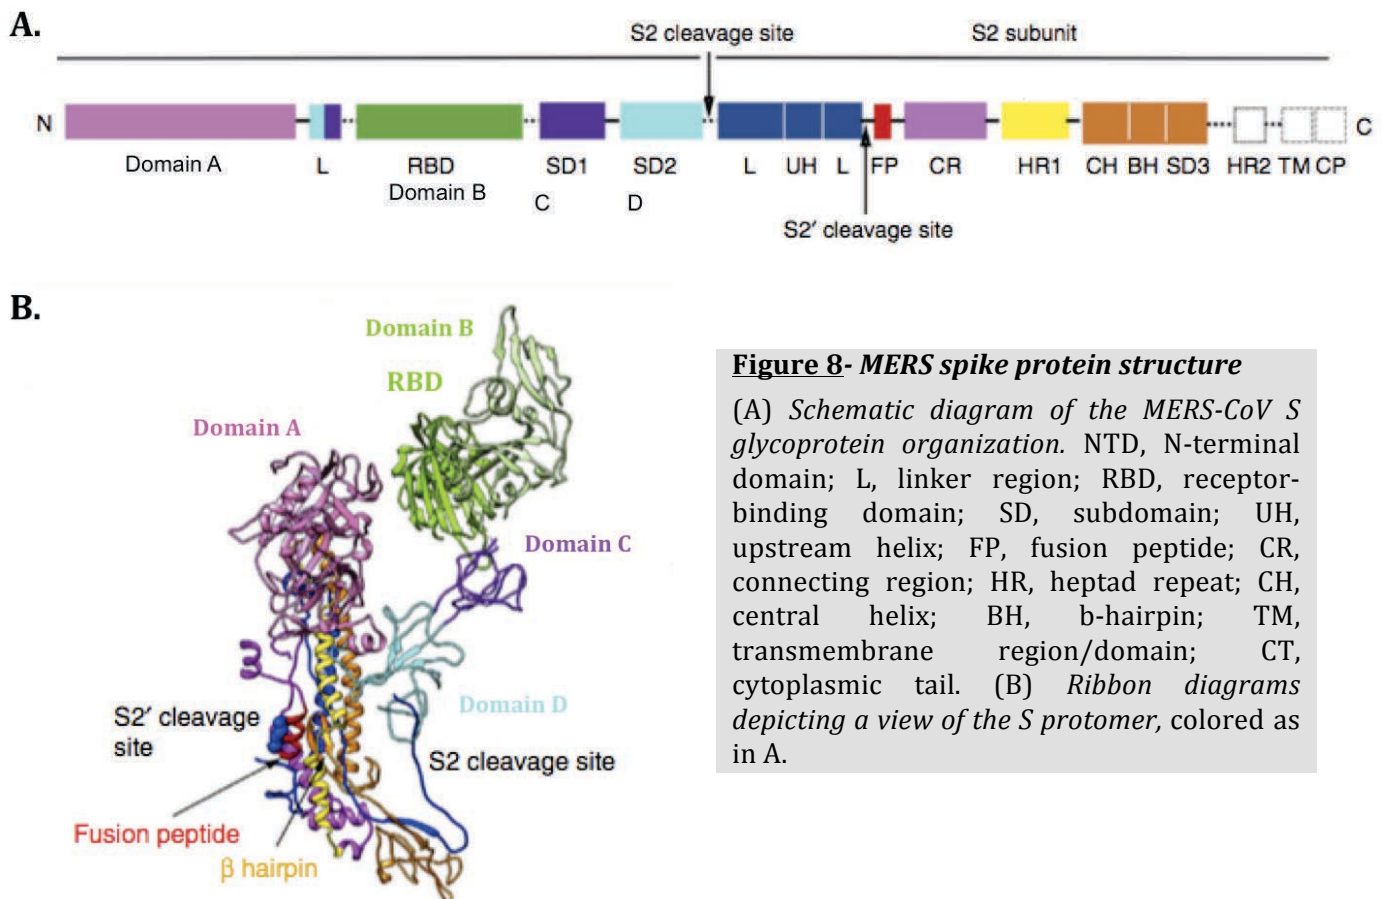 A.
S2 cleavage site
S2 subunit
N
C
Domain A
L
RBD
SD1
SD2
L
UH
L
FP
CR
HR1
CH
BH
SD3
HR2
TM
CP
Domain B
C
D
S2′ cleavage site
B.
Domain B
RBD
Domain A
Domain C
Domain D
S2′ cleavage
site
S2 cleavage site
Fusion peptide
β hairpin
Figure 8- MERS spike protein structure
(A) Schematic diagram of the MERS-CoV S
glycoprotein organization. NTD, N-terminal
domain; L, linker region; RBD, receptor-
binding domain; SD, subdomain; UH,
upstream helix; FP, fusion peptide; CR,
connecting region; HR, heptad repeat; CH,
central helix; BH, b-hairpin; TM,
transmembrane region/domain; CT,
cytoplasmic tail. (B) Ribbon diagrams
depicting a view of the S protomer, colored as
in A.